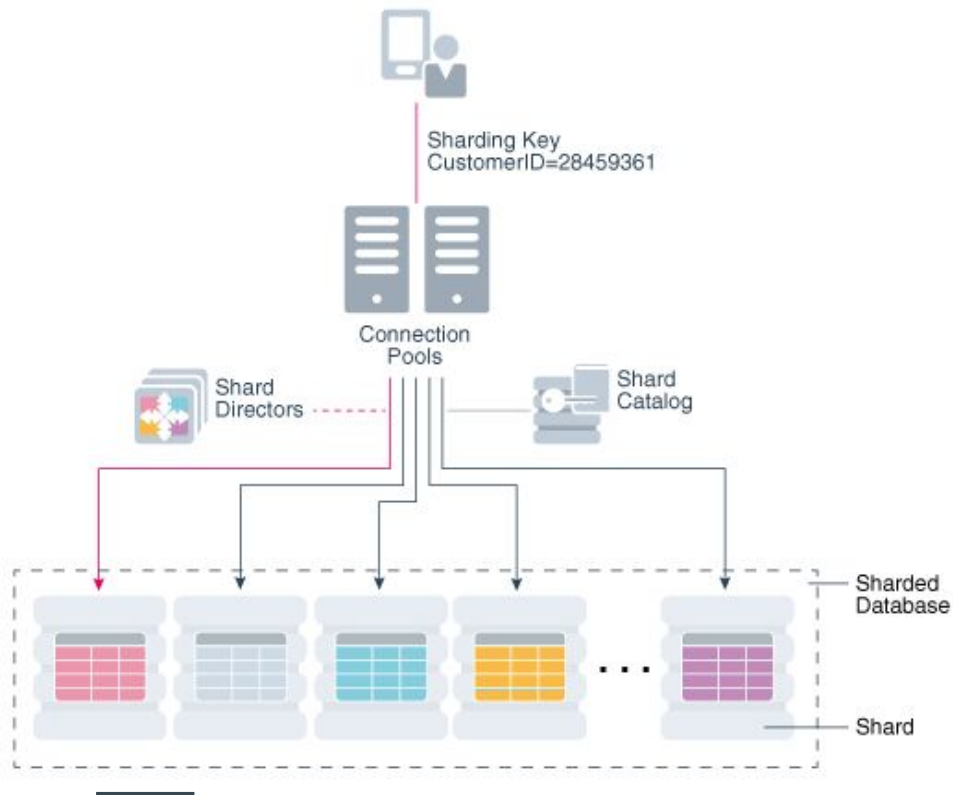 Sharding Key
CustomerID=28459361
Connection
Pools
Shard
Directors
Shard
Catalog
Sharded
Database
. . .
Shard